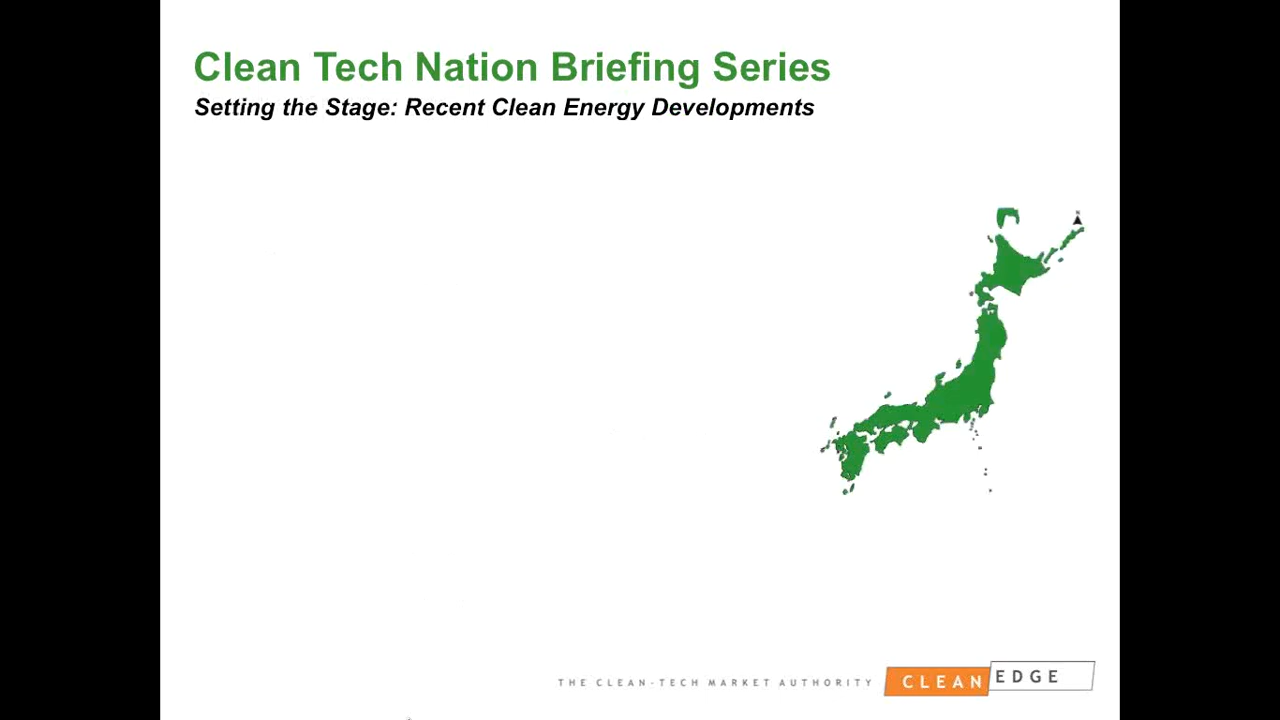 Clean Tech Nation Briefing Series
Setting the Stage: Recent Clean Energy Developments
THE CLEAN-TECH MARKET AUTHORITY
CLEAN EDGE